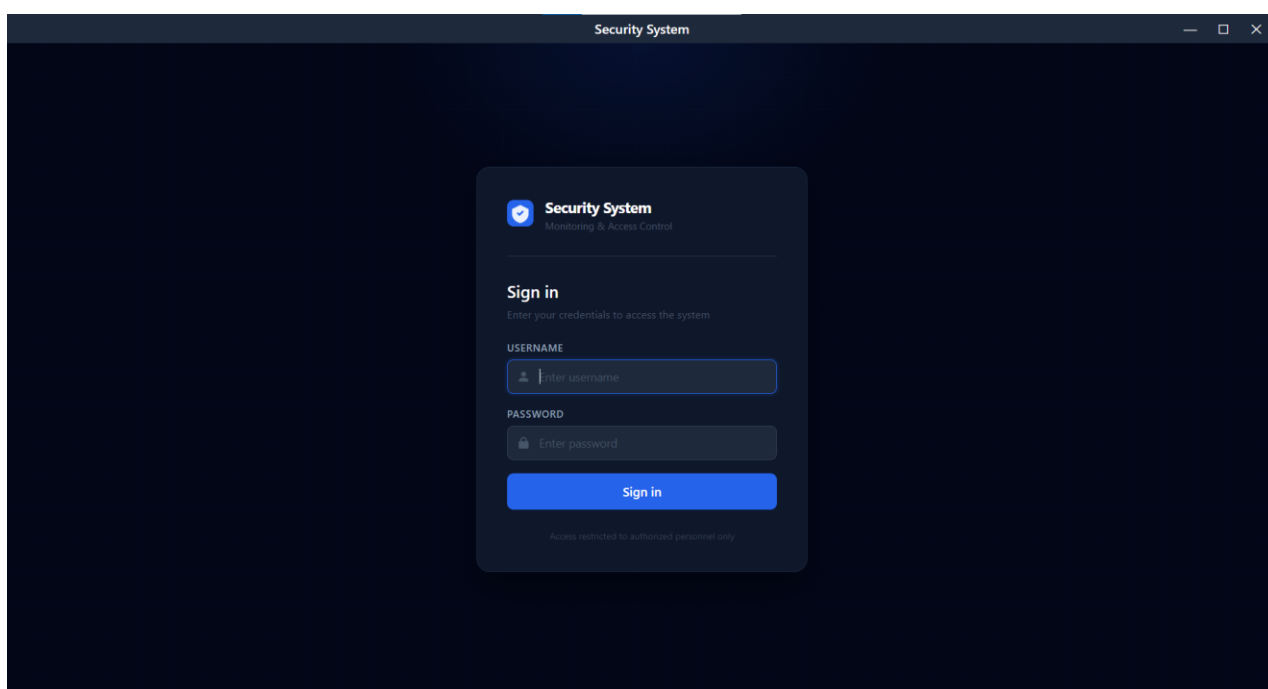 Security System
Security System
Monitoring & Access Control
Sign in
Enter your credentials to access the system
USERNAME
Enter username
PASSWORD
Enter password
Sign in
Access restricted to authorized personnel only